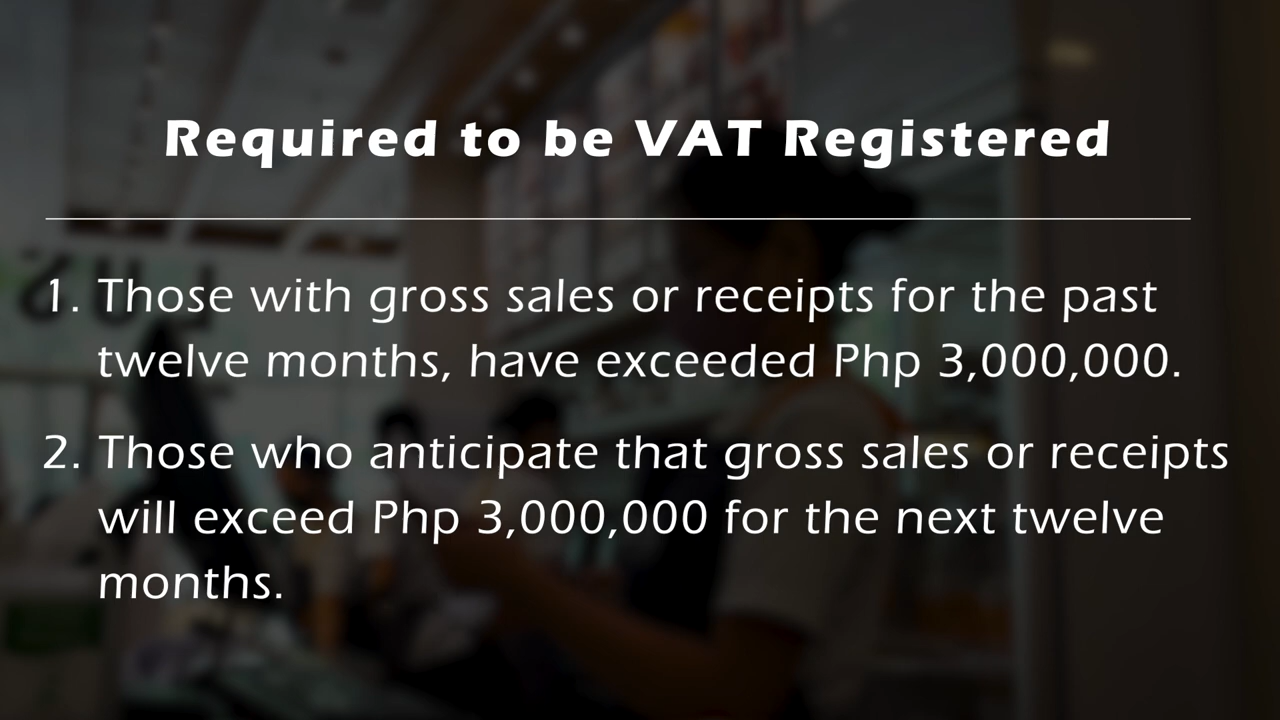 Required to be VAT Registered
1. Those with gross sales or receipts for the past
twelve months, have exceeded Php 3,000,000.
2. Those who anticipate that gross sales or receipts
will exceed Php 3,000,000 for the next twelve
months.